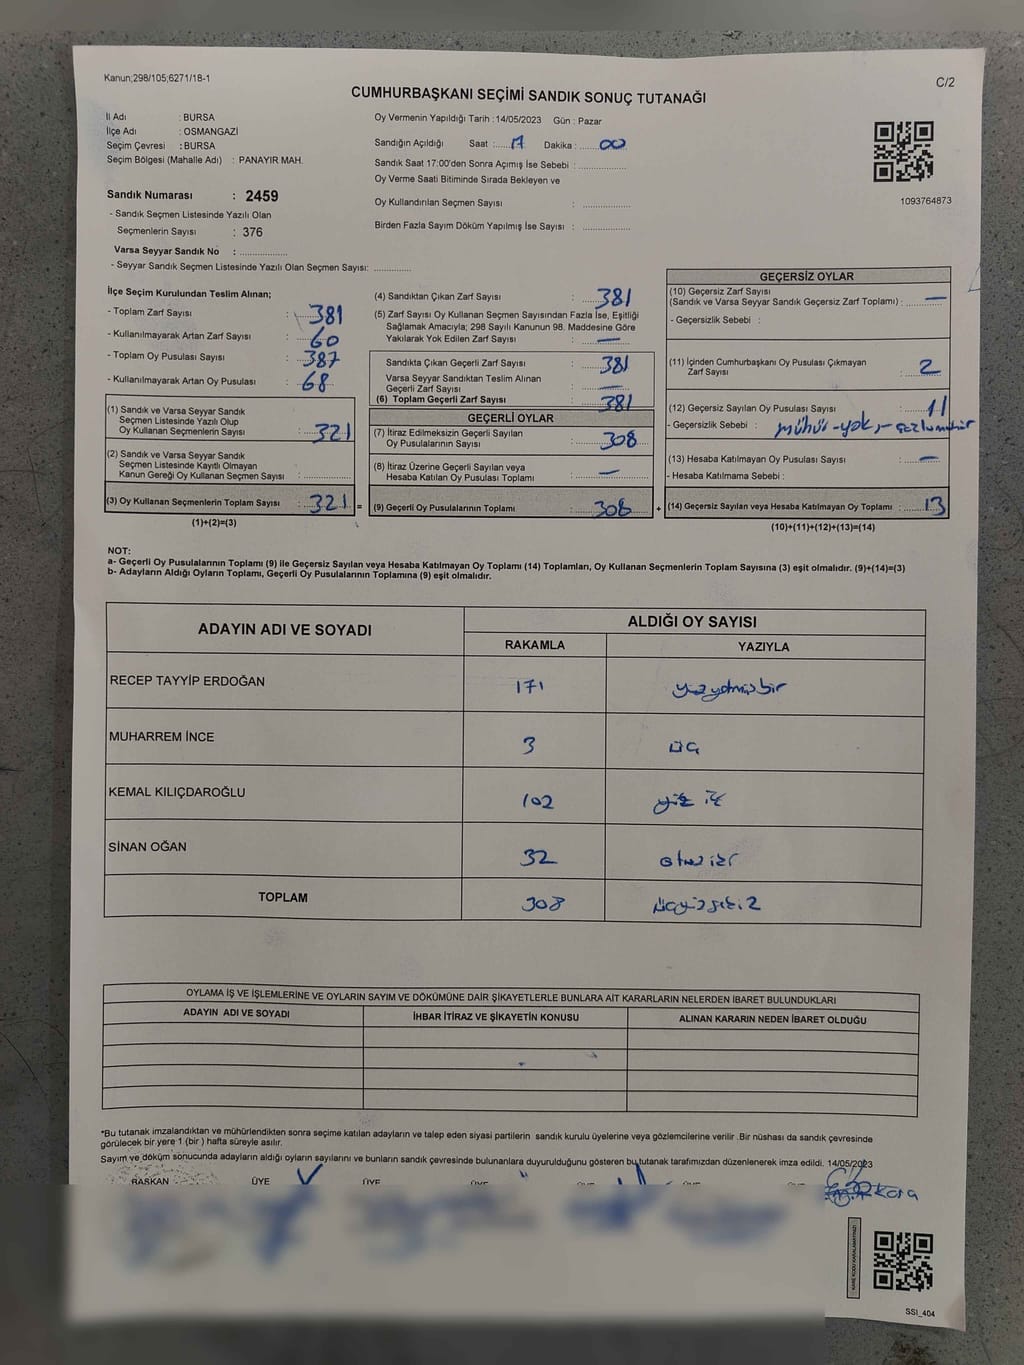 Kanun;298/105;6271/18-1
C/2
CUMHURBAŞKANI SEÇİMİ SANDIK SONUÇ TUTANAĞI
İl Adı : BURSA
İlçe Adı : OSMANGAZİ
Seçim Çevresi : BURSA
Seçim Bölgesi (Mahalle Adı) : PANAYIR MAH.
Oy Vermenin Yapıldığı Tarih : 14/05/2023 Gün : Pazar
Sandığın Açıldığı Saat :...... 17 Dakika :...... 00
Sandık Saat 17:00'den Sonra Açımış İse Sebebi : ..................
Oy Verme Saati Bitiminde Sırada Bekleyen ve
Oy Kullandırılan Seçmen Sayısı : ..................
Birden Fazla Sayım Döküm Yapılmış İse Sayısı : ..................
1093764873
Sandık Numarası : 2459
- Sandık Seçmen Listesinde Yazılı Olan
Seçmenlerin Sayısı : 376
Varsa Seyyar Sandık No : ..................
- Seyyar Sandık Seçmen Listesinde Yazılı Olan Seçmen Sayısı: ..............
İlçe Seçim Kurulundan Teslim Alınan;
- Toplam Zarf Sayısı : 381
- Kullanılmayarak Artan Zarf Sayısı : 60
- Toplam Oy Pusulası Sayısı : 387
- Kullanılmayarak Artan Oy Pusulası : 68
(1) Sandık ve Varsa Seyyar Sandık
Seçmen Listesinde Yazılı Olup
Oy Kullanan Seçmenlerin Sayısı : 321
(2) Sandık ve Varsa Seyyar Sandık
Seçmen Listesinde Kayıtlı Olmayan
Kanun Gereği Oy Kullanan Seçmen Sayısı : ..............
(3) Oy Kullanan Seçmenlerin Toplam Sayısı : 321 =
(1)+(2)=(3)
(4) Sandıktan Çıkan Zarf Sayısı : 381
(5) Zarf Sayısı Oy Kullanan Seçmen Sayısından Fazla İse, Eşitliği
Sağlamak Amacıyla; 298 Sayılı Kanunun 98. Maddesine Göre
Yakılarak Yok Edilen Zarf Sayısı : —
Sandıkta Çıkan Geçerli Zarf Sayısı : 381
Varsa Seyyar Sandıktan Teslim Alınan
Geçerli Zarf Sayısı : —
(6) Toplam Geçerli Zarf Sayısı : 381
GEÇERLİ OYLAR
(7) İtiraz Edilmeksizin Geçerli Sayılan
Oy Pusulalarının Sayısı : 308
(8) İtiraz Üzerine Geçerli Sayılan veya
Hesaba Katılan Oy Pusulası Toplamı : —
(9) Geçerli Oy Pusulalarının Toplamı : 308 +
GEÇERSİZ OYLAR
(10) Geçersiz Zarf Sayısı
(Sandık ve Varsa Seyyar Sandık Geçersiz Zarf Toplamı) : —
- Geçersizlik Sebebi :
(11) İçinden Cumhurbaşkanı Oy Pusulası Çıkmayan
Zarf Sayısı : 2
(12) Geçersiz Sayılan Oy Pusulası Sayısı : 11
- Geçersizlik Sebebi : mühür-yok,
(13) Hesaba Katılmayan Oy Pusulası Sayısı : —
- Hesaba Katılmama Sebebi :
(14) Geçersiz Sayılan veya Hesaba Katılmayan Oy Toplamı : 13
(10)+(11)+(12)+(13)=(14)
NOT:
a- Geçerli Oy Pusulalarının Toplamı (9) ile Geçersiz Sayılan veya Hesaba Katılmayan Oy Toplamı (14) Toplamları, Oy Kullanan Seçmenlerin Toplam Sayısına (3) eşit olmalıdır. (9)+(14)=(3)
b- Adayların Aldığı Oyların Toplamı, Geçerli Oy Pusulalarının Toplamına (9) eşit olmalıdır.
ADAYIN ADI VE SOYADI
ALDIĞI OY SAYISI
RAKAMLA YAZIYLA
RECEP TAYYİP ERDOĞAN 171 yüzyetmişbir
MUHARREM İNCE 3 üç
KEMAL KILIÇDAROĞLU 102 yüz iki
SİNAN OĞAN 32 otuziki
TOPLAM 308 üçyüzsekiz
OYLAMA İŞ VE İŞLEMLERİNE VE OYLARIN SAYIM VE DÖKÜMÜNE DAİR ŞİKAYETLERLE BUNLARA AİT KARARLARIN NELERDEN İBARET BULUNDUKLARI
ADAYIN ADI VE SOYADI İHBAR İTİRAZ VE ŞİKAYETİN KONUSU ALINAN KARARIN NEDEN İBARET OLDUĞU
*Bu tutanak imzalandıktan ve mühürlendikten sonra seçime katılan adayların ve talep eden siyasi partilerin sandık kurulu üyelerine veya gözlemcilerine verilir .Bir nüshası da sandık çevresinde
görülecek bir yere 1 (bir ) hafta süreyle asılır.
Sayım ve döküm sonucunda adayların aldığı oyların sayılarını ve bunların sandık çevresinde bulunanlara duyurulduğunu gösteren bu tutanak tarafımızdan düzenlenerek imza edildi. 14/05/2023
BAŞKAN ÜYE ÜYE ÜYE ÜYE ÜYE
SSI_404